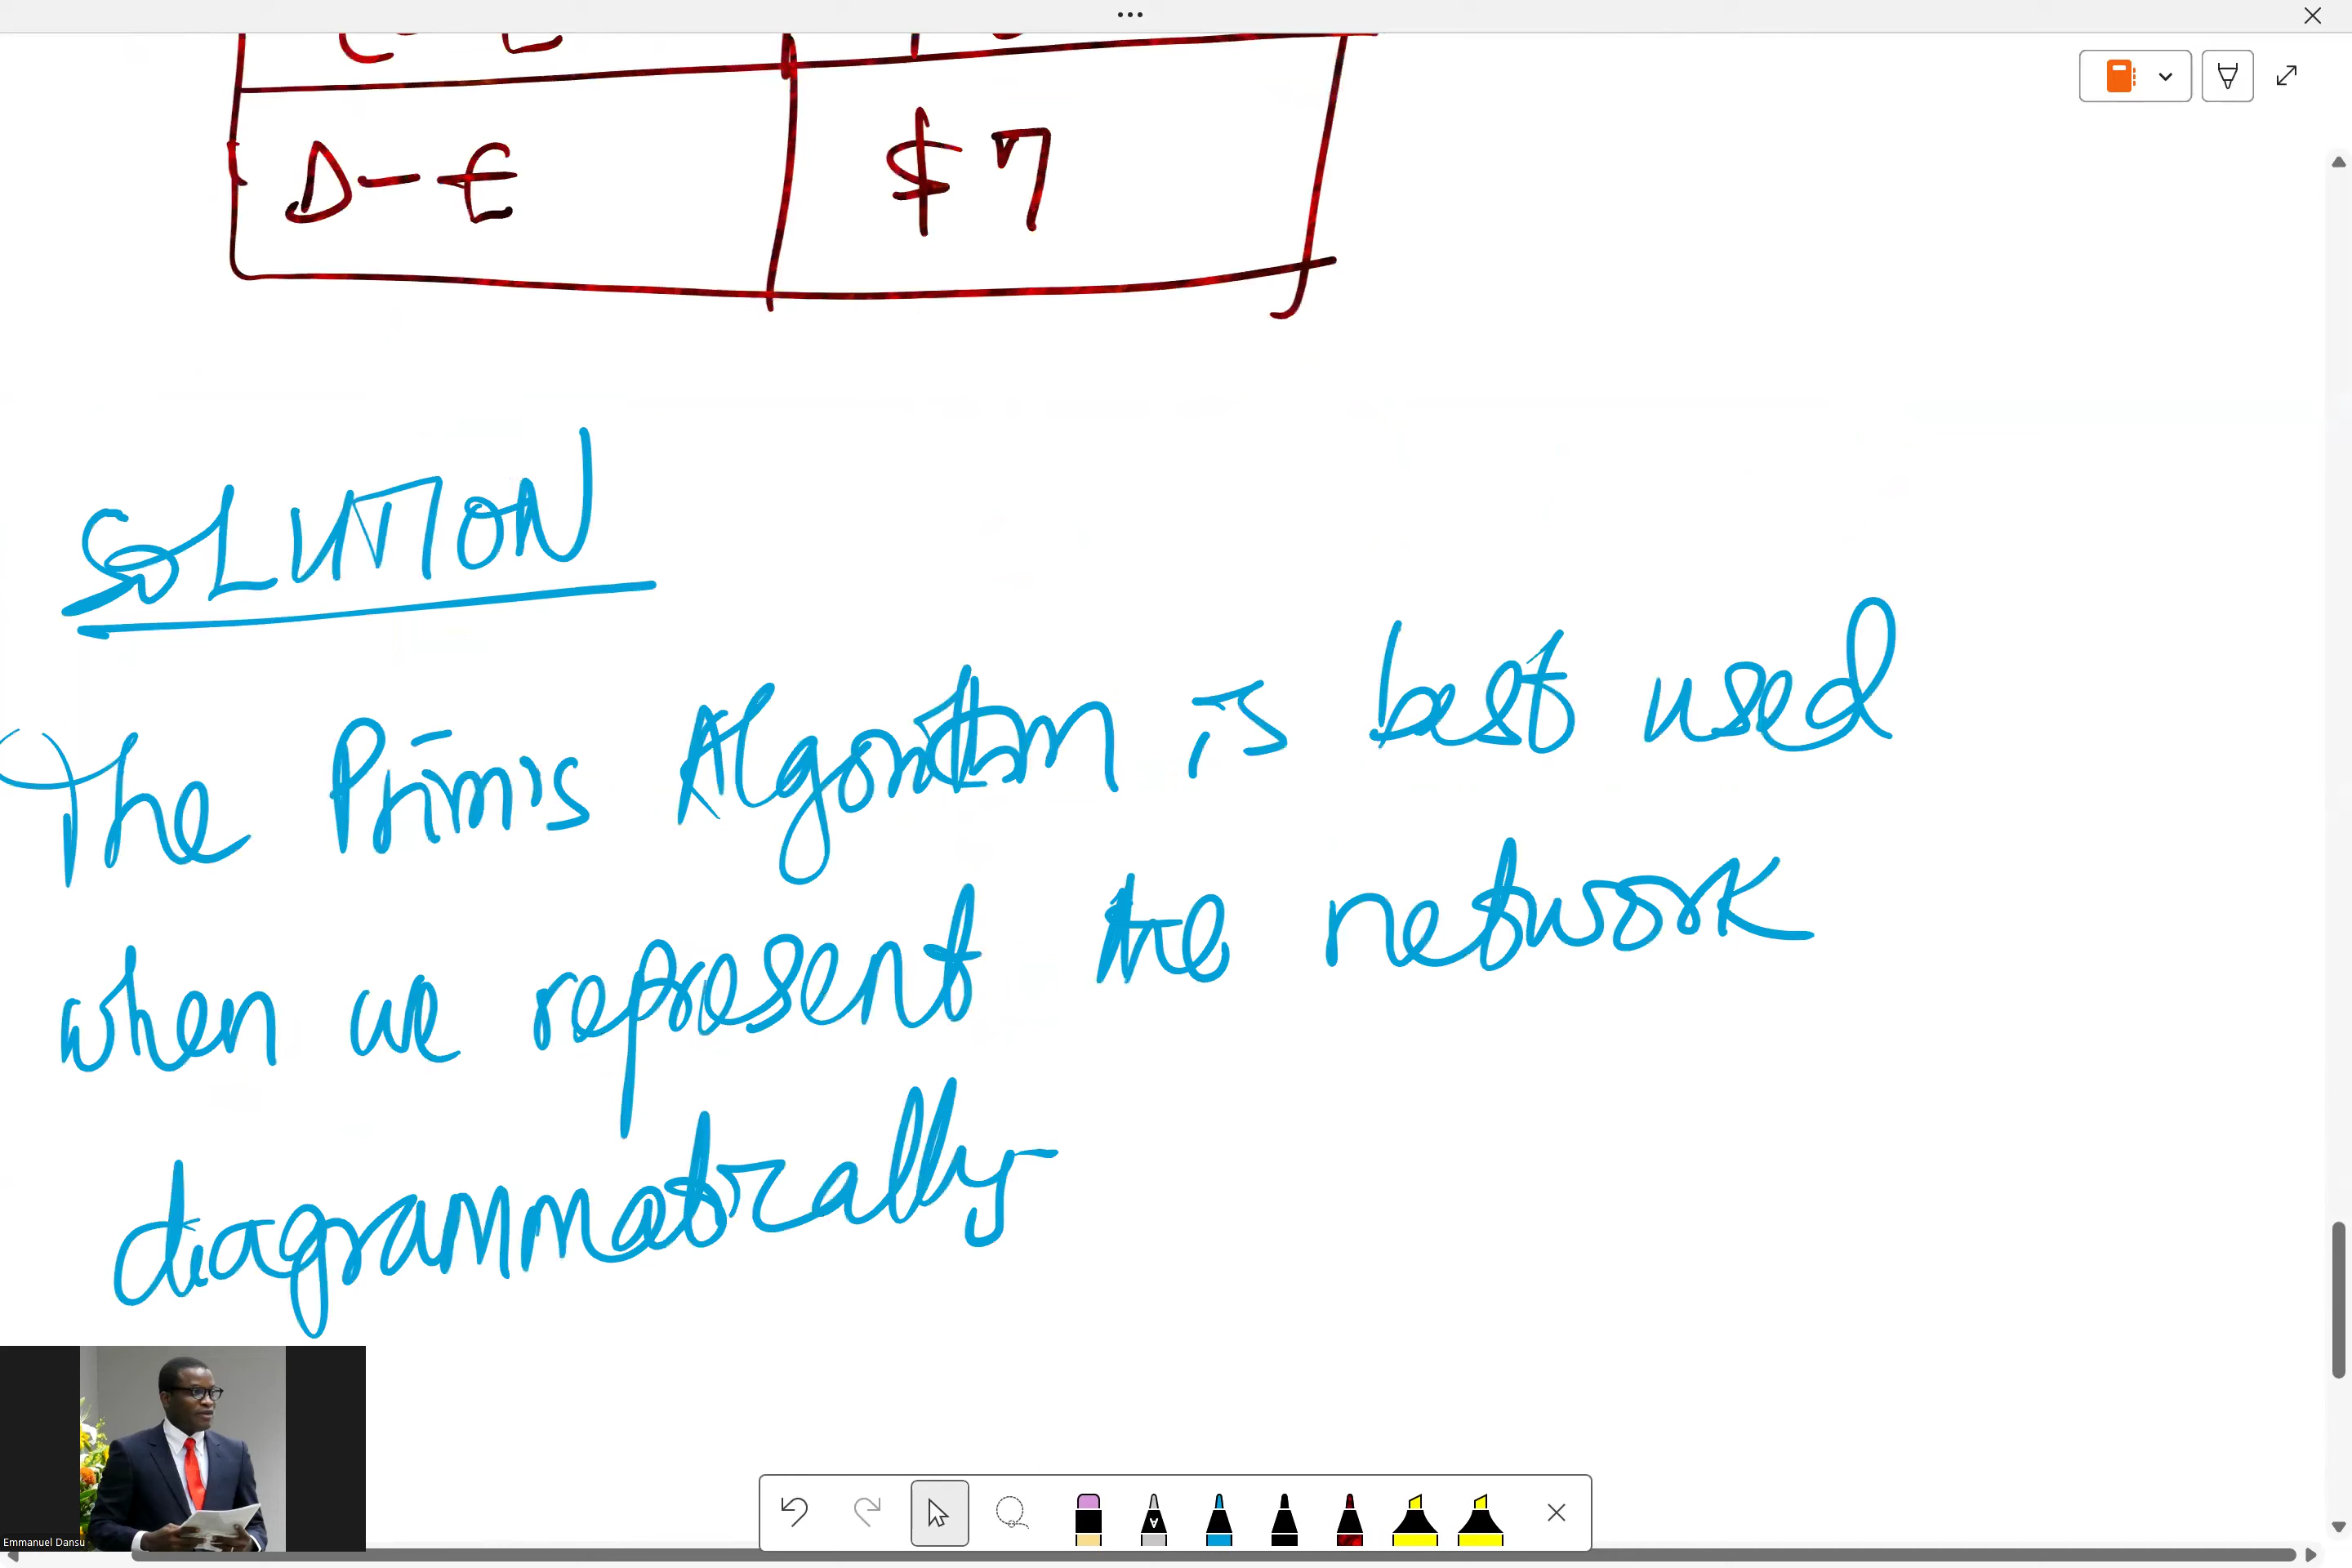 D - E $ 7
SOLUTION
The Prim's Algorithm is best used
when we represent the network
diagrammatically
Emmanuel Dansu